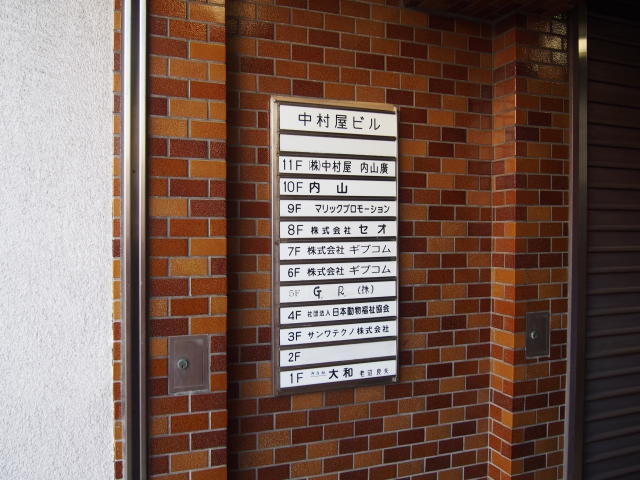 中村屋ビル
11F ㈱中村屋 内山廣
10F 内山
9F マリックプロモーション
8F 株式会社 セオ
7F 株式会社 ギブコム
6F 株式会社 ギブコム
5F G.R.(株)
4F 社団法人 日本動物福祉協会
3F サンワテクノ株式会社
2F
1F 大和